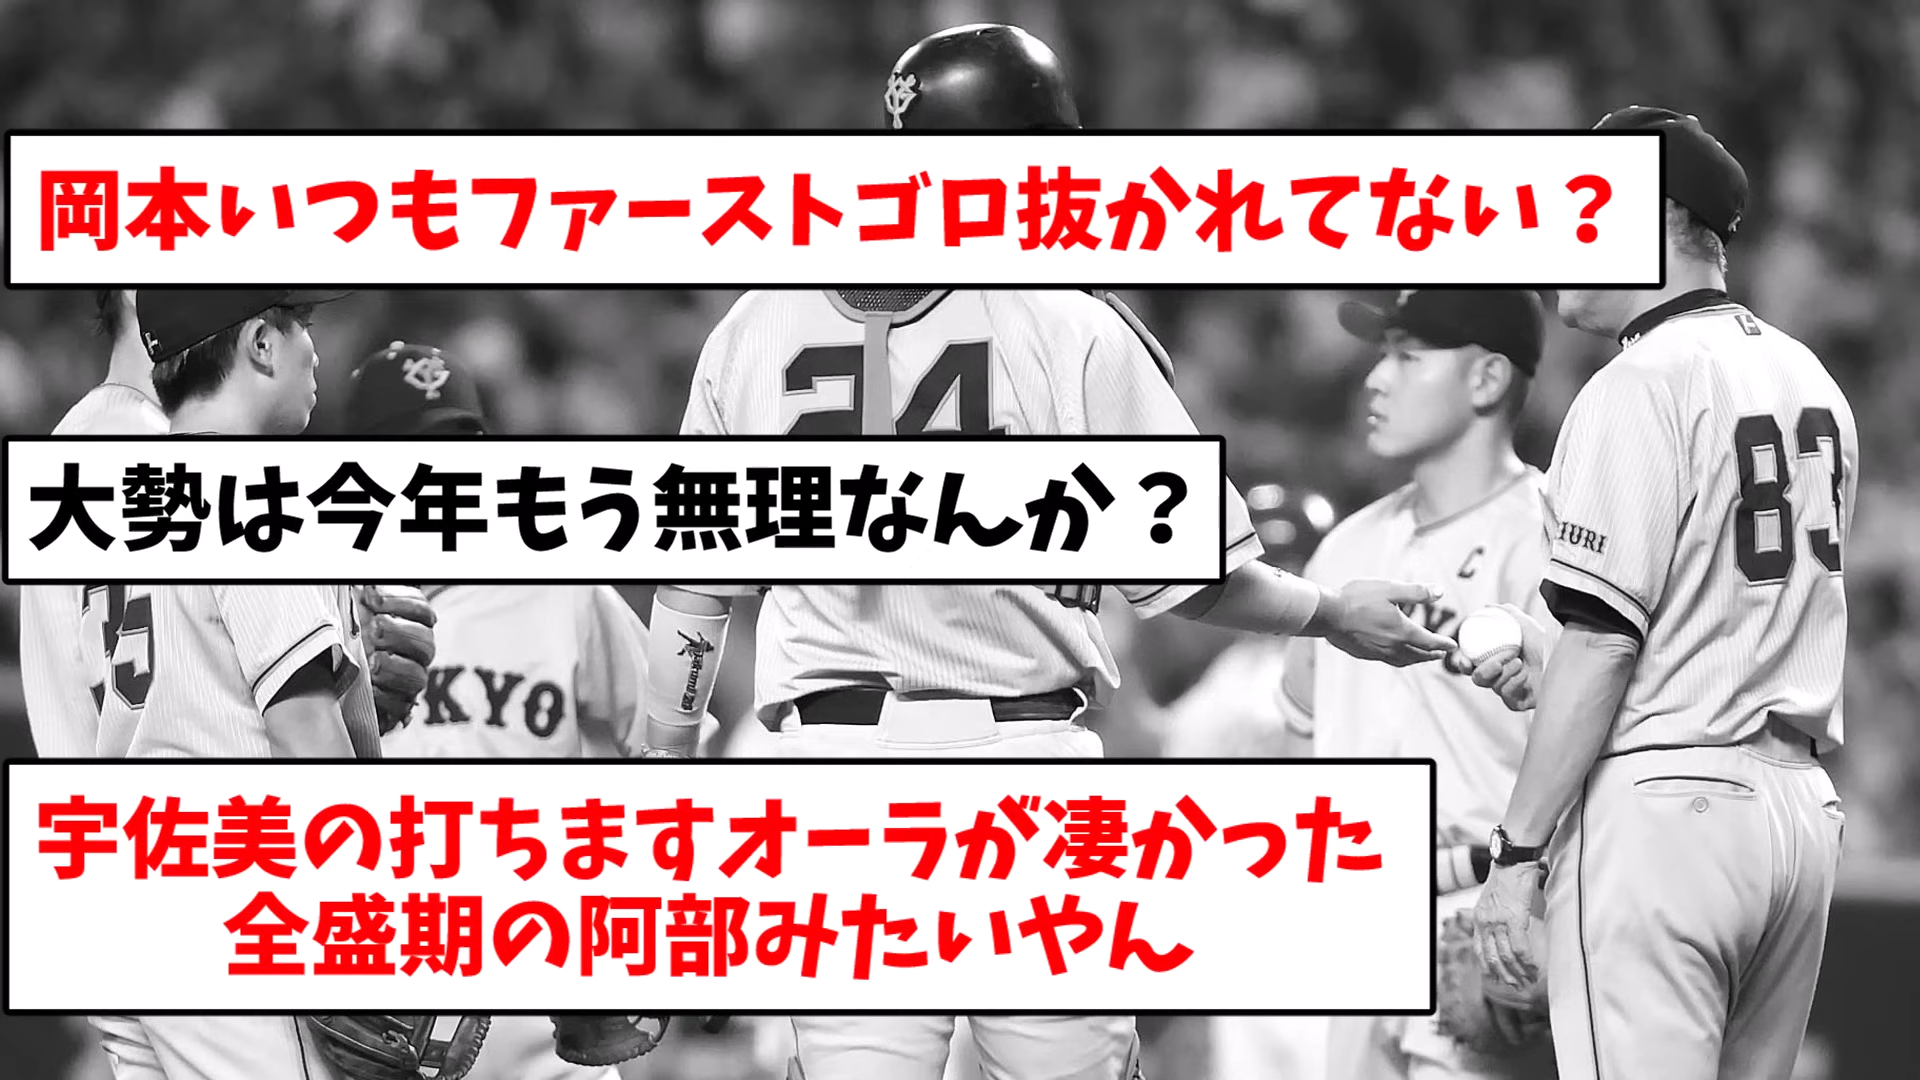 岡本いつもファーストゴロ抜かれてない？
24
83
大勢は今年もう無理なんか？
IURI
C
35
KYO
宇佐美の打ちますオーラが凄かった
全盛期の阿部みたいやん